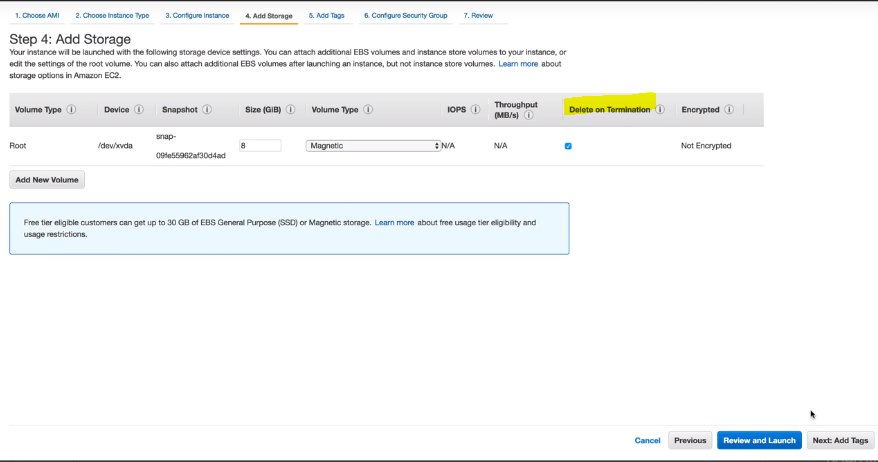 1. Choose AMI 2. Choose Instance Type 3. Configure Instance 4. Add Storage 5. Add Tags 6. Configure Security Group 7. Review
Step 4: Add Storage
Your instance will be launched with the following storage device settings. You can attach additional EBS volumes and instance store volumes to your instance, or
edit the settings of the root volume. You can also attach additional EBS volumes after launching an instance, but not instance store volumes. Learn more about
storage options in Amazon EC2.
Volume Type i Device i Snapshot i Size (GiB) i Volume Type i IOPS i Throughput (MB/s) i Delete on Termination i Encrypted i
Root /dev/xvda snap-09fe55962af30d4ad 8 Magnetic N/A N/A Not Encrypted
Add New Volume
Free tier eligible customers can get up to 30 GB of EBS General Purpose (SSD) or Magnetic storage. Learn more about free usage tier eligibility and
usage restrictions.
Cancel Previous Review and Launch Next: Add Tags